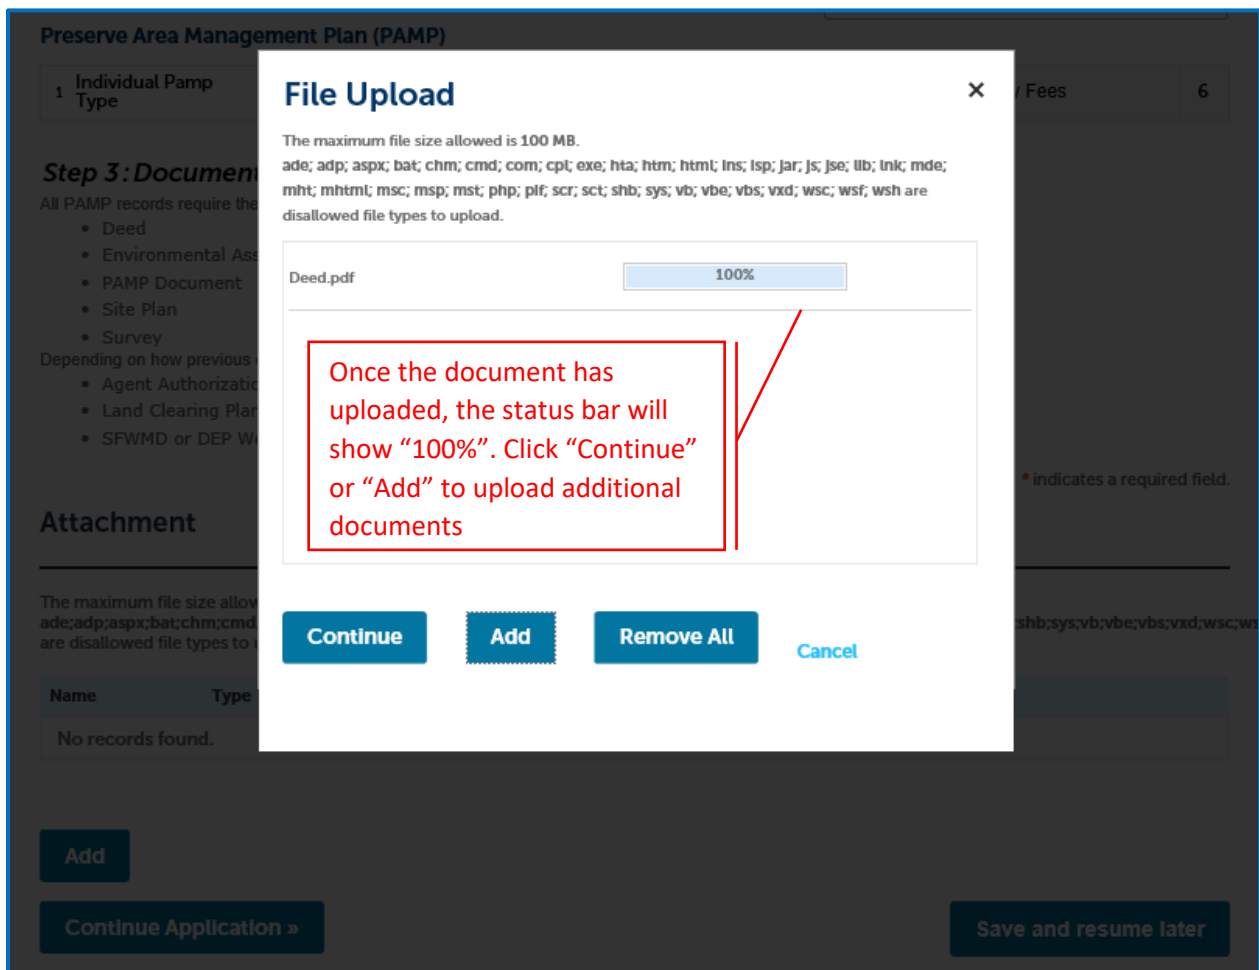 Preserve Area Management Plan (PAMP)
1 Individual Pamp Type
Fees 6
File Upload ×
The maximum file size allowed is 100 MB.
ade; adp; aspx; bat; chm; cmd; com; cpl; exe; hta; htm; html; ins; isp; jar; js; jse; lib; lnk; mde;
mht; mhtml; msc; msp; mst; php; pif; scr; sct; shb; sys; vb; vbe; vbs; vxd; wsc; wsf; wsh are
disallowed file types to upload.
Step 3: Document
All PAMP records require the
• Deed
• Environmental Ass
• PAMP Document
• Site Plan
• Survey
Depending on how previous
• Agent Authorizatio
• Land Clearing Plan
• SFWMD or DEP We
Deed.pdf 100%
Once the document has
uploaded, the status bar will
show “100%”. Click “Continue”
or “Add” to upload additional
documents
* indicates a required field.
Attachment
The maximum file size allow
ade;adp;aspx;bat;chm;cmd
;shb;sys;vb;vbe;vbs;vxd;wsc;ws
are disallowed file types to
Continue Add Remove All Cancel
Name Type
No records found.
Add
Continue Application » Save and resume later